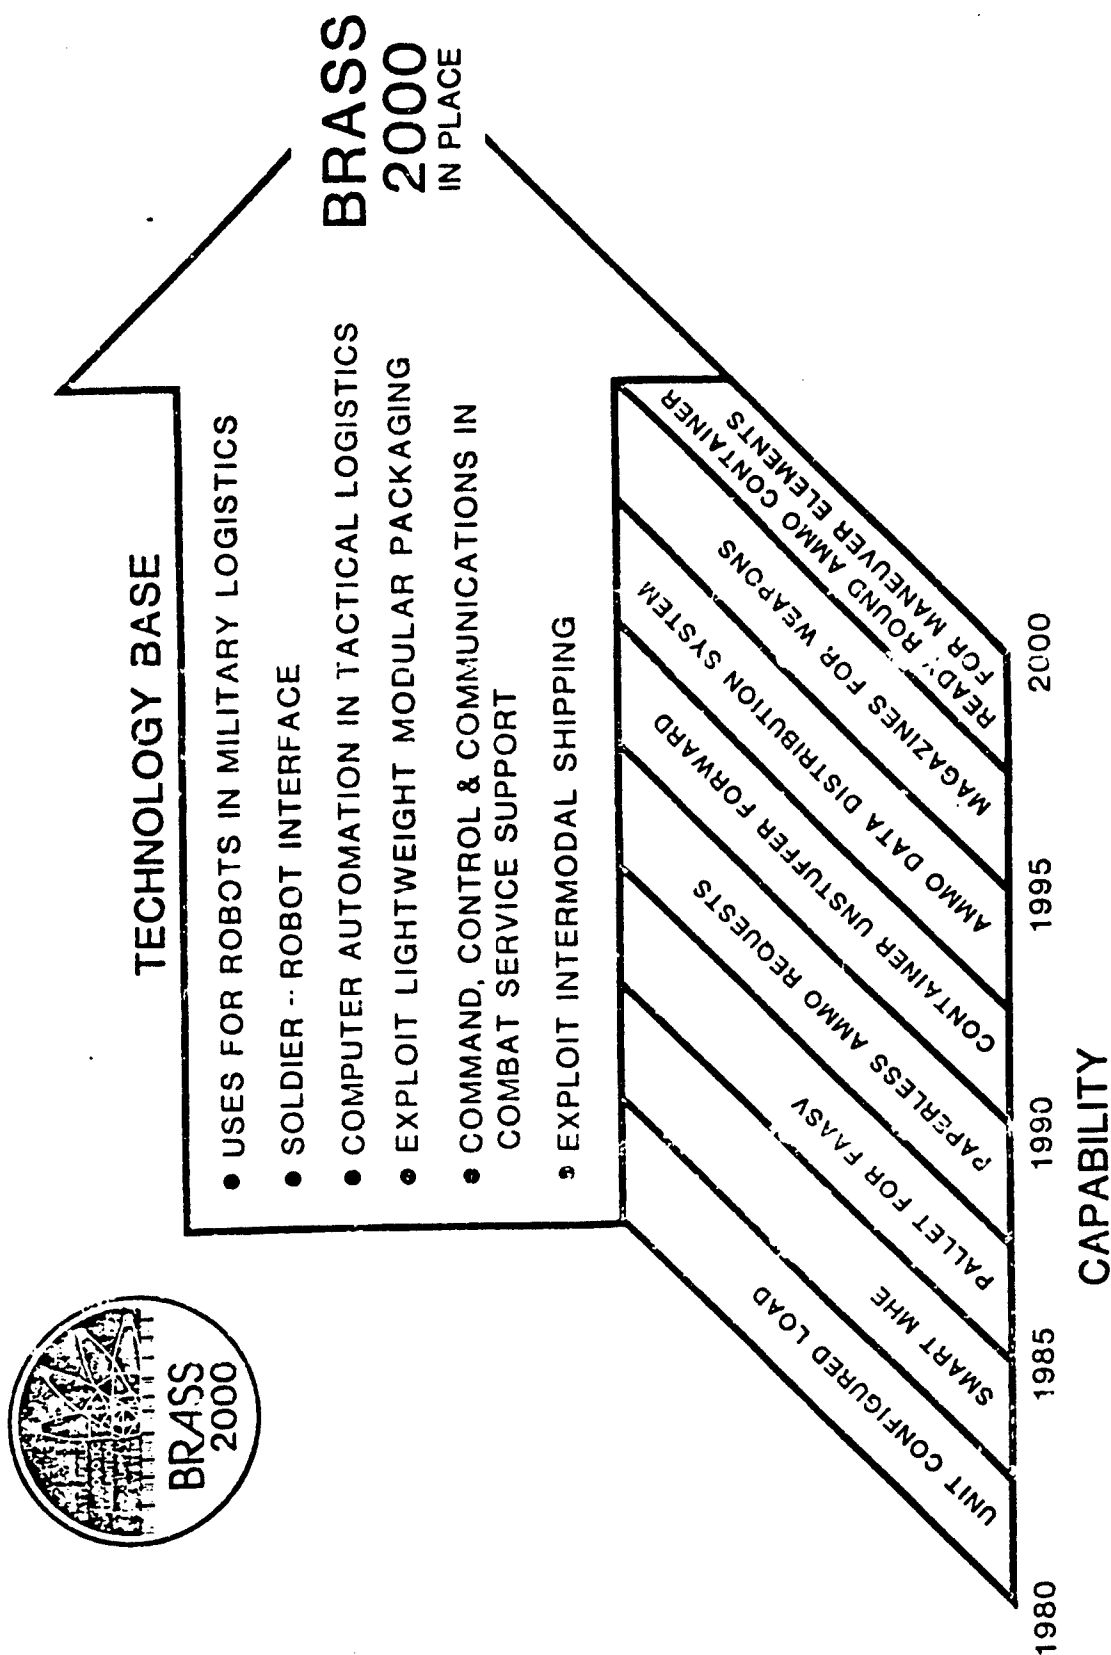 BRASS
2000
TECHNOLOGY BASE
● USES FOR ROBOTS IN MILITARY LOGISTICS
● SOLDIER -- ROBOT INTERFACE
● COMPUTER AUTOMATION IN TACTICAL LOGISTICS
● EXPLOIT LIGHTWEIGHT MODULAR PACKAGING
● COMMAND, CONTROL & COMMUNICATIONS IN
COMBAT SERVICE SUPPORT
● EXPLOIT INTERMODAL SHIPPING
BRASS
2000
IN PLACE
UNIT CONFIGURED LOAD
SMART MHE
PALLET FOR FAASV
PAPERLESS AMMO REQUESTS
CONTAINER UNSTUFFER FORWARD
AMMO DATA DISTRIBUTION SYSTEM
MAGAZINES FOR WEAPONS
READY ROUND AMMO CONTAINER
FOR MANEUVER ELEMENTS
1980
1985
1990
1995
2000
CAPABILITY